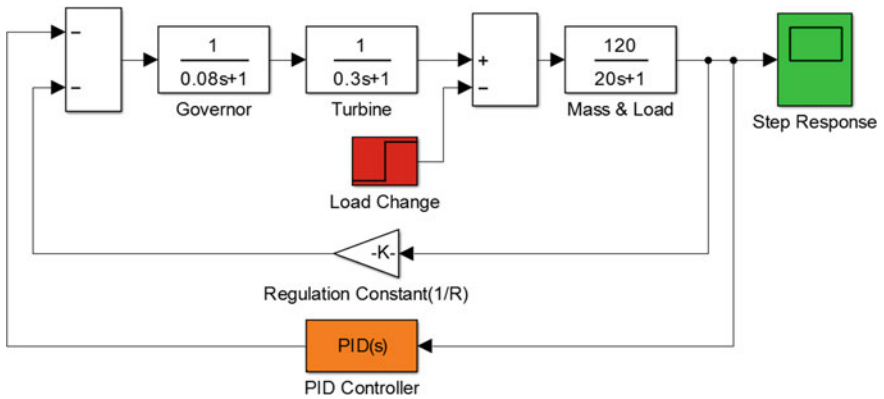 −
−
1
0.08s+1
Governor
1
0.3s+1
Turbine
+
−
120
20s+1
Mass & Load
Step Response
Load Change
-K-
Regulation Constant(1/R)
PID(s)
PID Controller